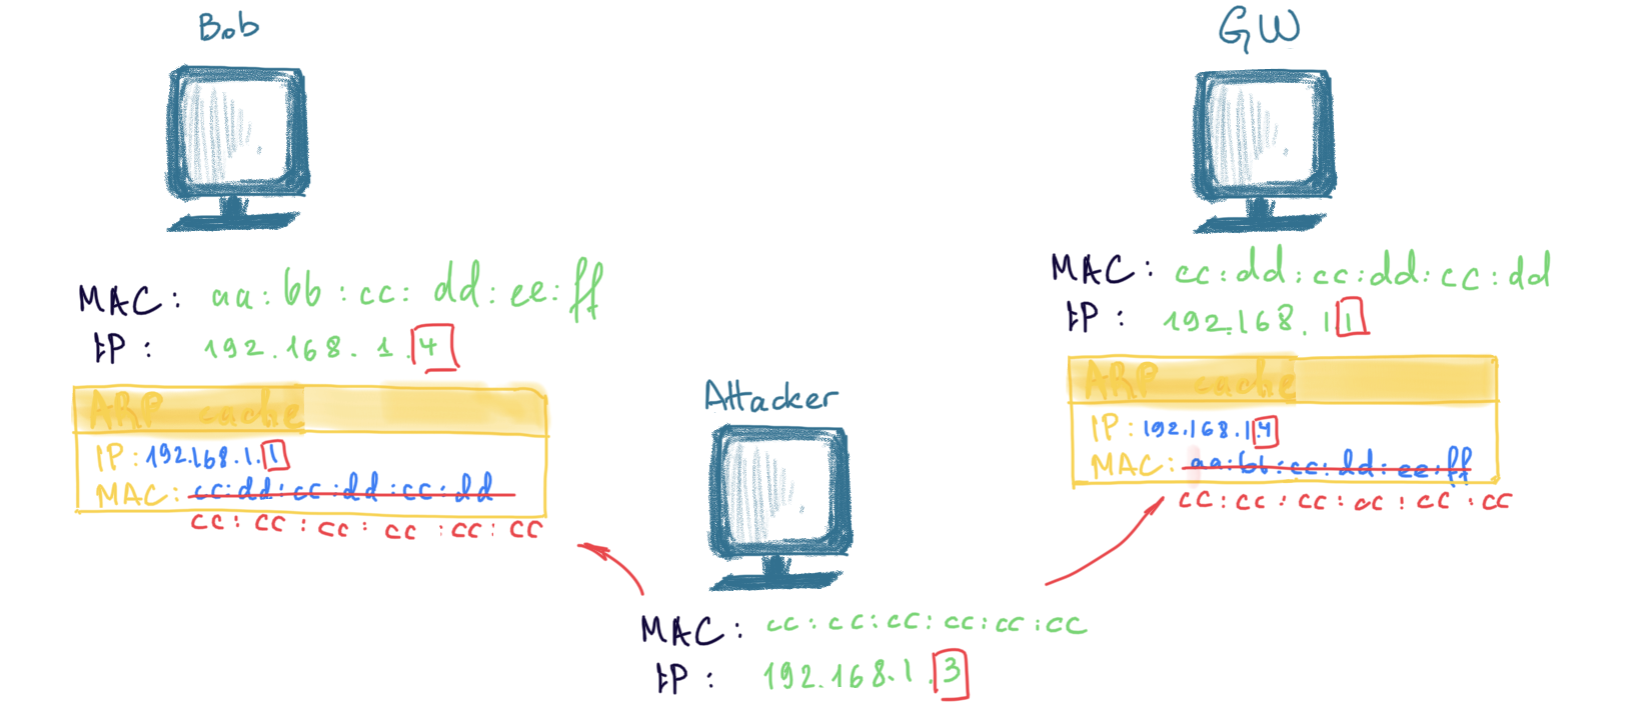 Bob
MAC: aa:bb:cc:dd:ee:ff
IP: 192.168.1.4
ARP cache
IP: 192.168.1.1
MAC: cc:dd:cc:dd:cc:dd
cc:cc:cc:cc:cc:cc
GW
MAC: cc:dd:cc:dd:cc:dd
IP: 192.168.1 1
ARP cache
IP: 192.168.1.4
MAC: aa:bb:cc:dd:ee:ff
cc:cc:cc:cc:cc:cc
Attacker
MAC: cc:cc:cc:cc:cc:cc
IP: 192.168.1.3